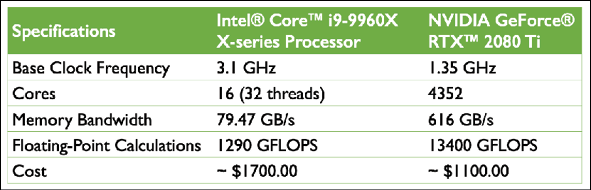 Specifications Intel® Core™ i9-9960X X-series Processor NVIDIA GeForce® RTX™ 2080 Ti
Base Clock Frequency 3.1 GHz 1.35 GHz
Cores 16 (32 threads) 4352
Memory Bandwidth 79.47 GB/s 616 GB/s
Floating-Point Calculations 1290 GFLOPS 13400 GFLOPS
Cost ~ $1700.00 ~ $1100.00